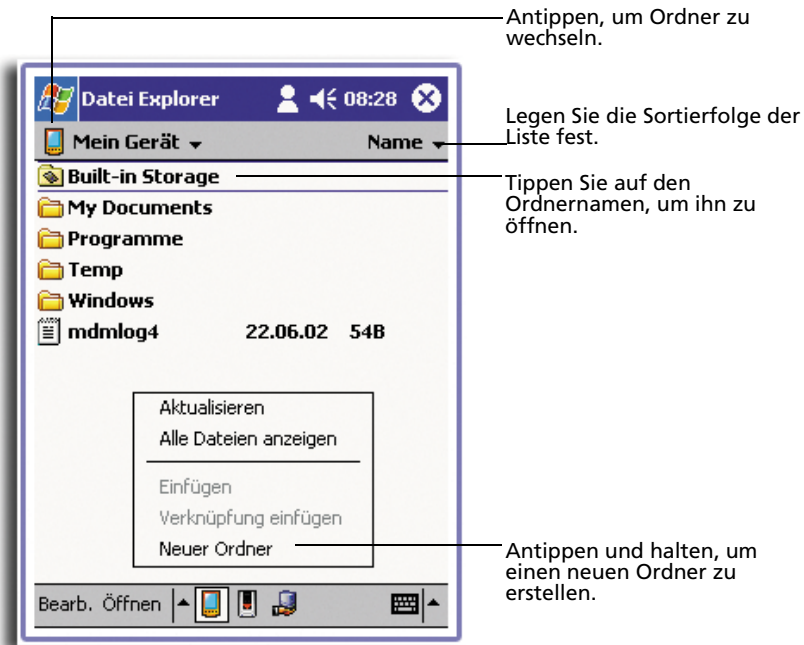 Antippen, um Ordner zu
wechseln.
Datei Explorer 08:28
Mein Gerät Name
Legen Sie die Sortierfolge der
Liste fest.
Built-in Storage
Tippen Sie auf den
Ordnernamen, um ihn zu
öffnen.
My Documents
Programme
Temp
Windows
mdmlog4 22.06.02 54B
Aktualisieren
Alle Dateien anzeigen
Einfügen
Verknüpfung einfügen
Neuer Ordner
Antippen und halten, um
einen neuen Ordner zu
erstellen.
Bearb. Öffnen